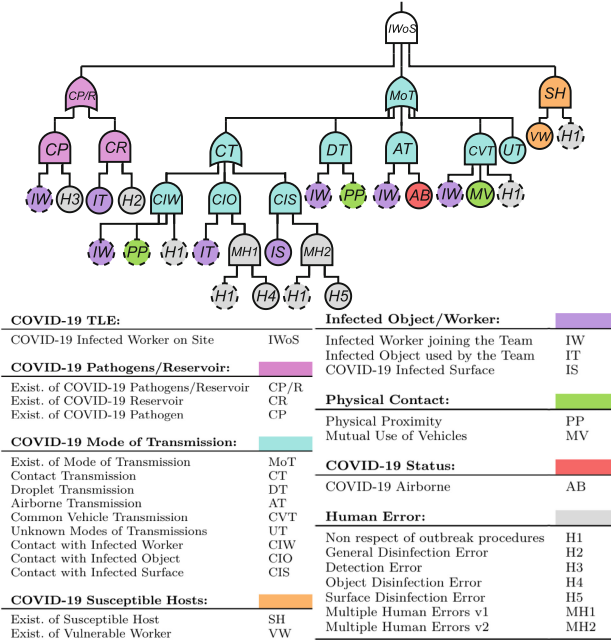 IWoS
CP/R
MoT
SH
VW
H1
CP
CR
CT
DT
AT
CVT
UT
IW
H3
IT
H2
CIW
CIO
CIS
IW
PP
IW
AB
IW
MV
H1
IW
PP
H1
IT
MH1
IS
MH2
H1
H4
H1
H5
COVID-19 TLE:
COVID-19 Infected Worker on Site IWoS
COVID-19 Pathogens/Reservoir:
Exist. of COVID-19 Pathogens/Reservoir CP/R
Exist. of COVID-19 Reservoir CR
Exist. of COVID-19 Pathogen CP
COVID-19 Mode of Transmission:
Exist. of Mode of Transmission MoT
Contact Transmission CT
Droplet Transmission DT
Airborne Transmission AT
Common Vehicle Transmission CVT
Unknown Modes of Transmissions UT
Contact with Infected Worker CIW
Contact with Infected Object CIO
Contact with Infected Surface CIS
COVID-19 Susceptible Hosts:
Exist. of Susceptible Host SH
Exist. of Vulnerable Worker VW
Infected Object/Worker:
Infected Worker joining the Team IW
Infected Object used by the Team IT
COVID-19 Infected Surface IS
Physical Contact:
Physical Proximity PP
Mutual Use of Vehicles MV
COVID-19 Status:
COVID-19 Airborne AB
Human Error:
Non respect of outbreak procedures H1
General Disinfection Error H2
Detection Error H3
Object Disinfection Error H4
Surface Disinfection Error H5
Multiple Human Errors v1 MH1
Multiple Human Errors v2 MH2